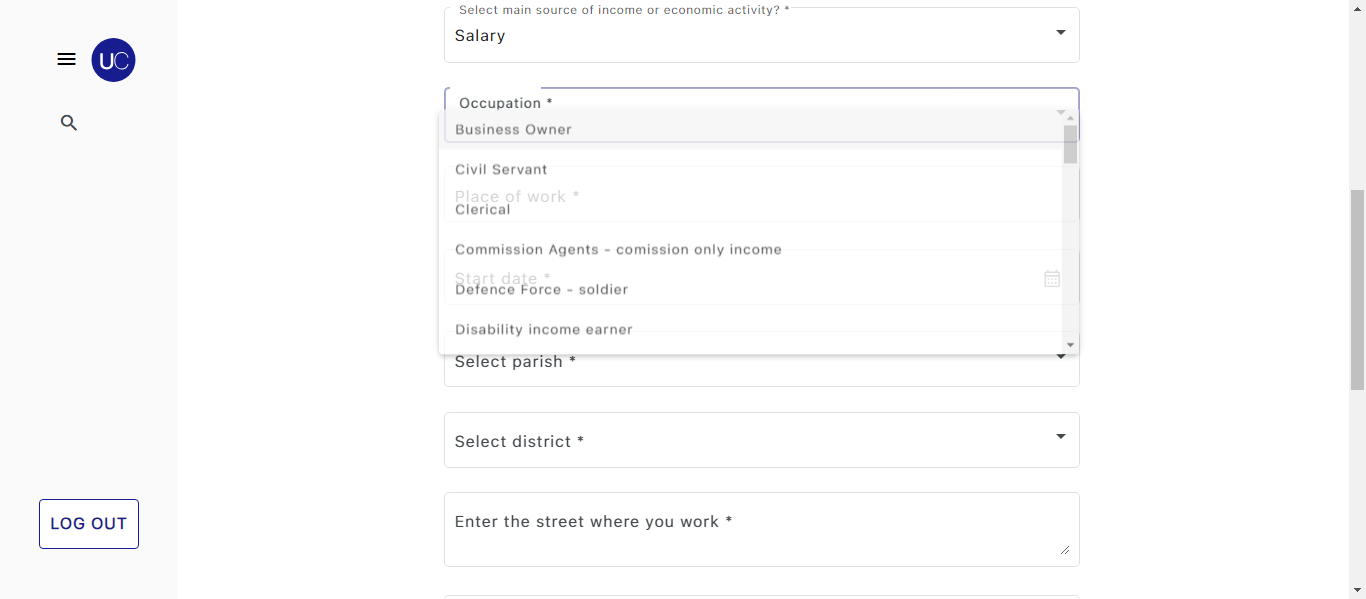 Select main source of income or economic activity? *
Salary
UC
Occupation *
Business Owner
Civil Servant
Place of work *
Clerical
Commission Agents - comission only income
Start date *
Defence Force - soldier
Disability income earner
Select parish *
Select district *
LOG OUT
Enter the street where you work *